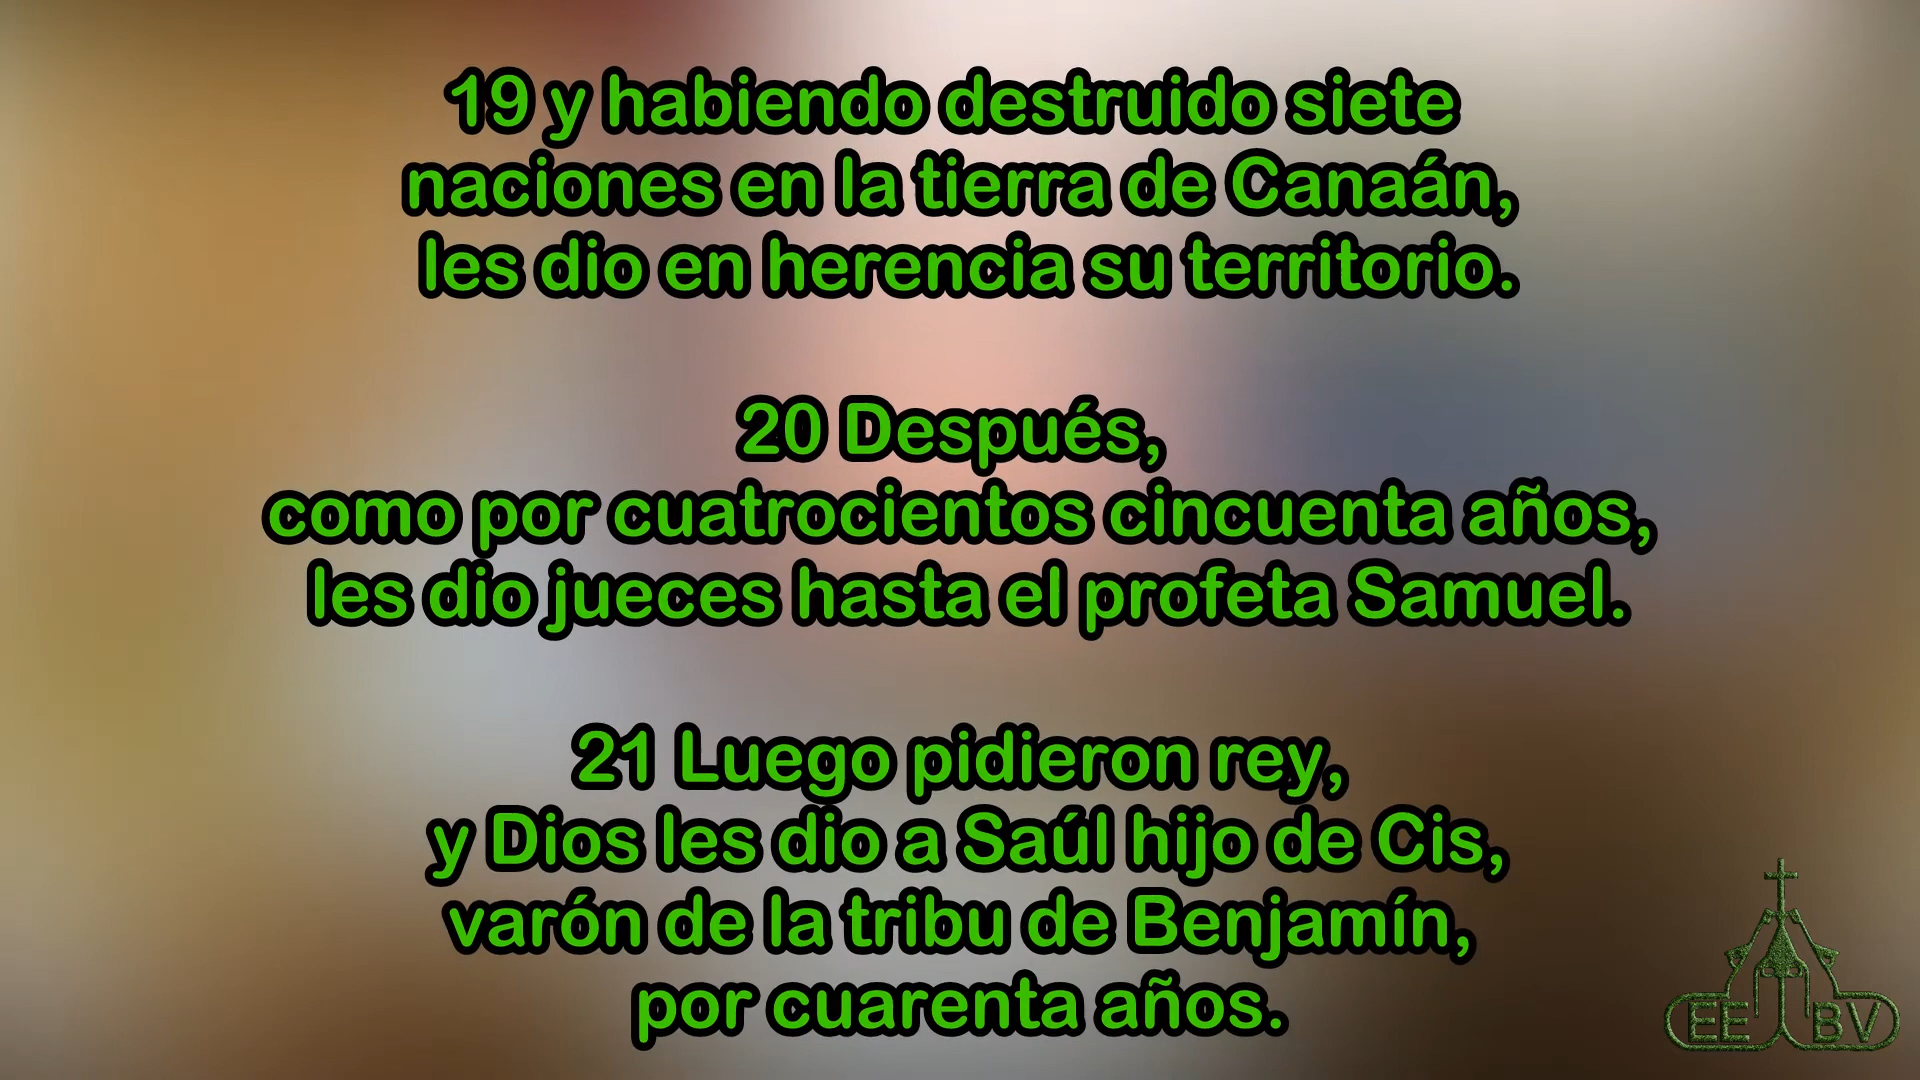 19 y habiendo destruido siete
naciones en la tierra de Canaán,
les dio en herencia su territorio.
20 Después,
como por cuatrocientos cincuenta años,
les dio jueces hasta el profeta Samuel.
21 Luego pidieron rey,
y Dios les dio a Saúl hijo de Cis,
varón de la tribu de Benjamín,
por cuarenta años.
EE BV